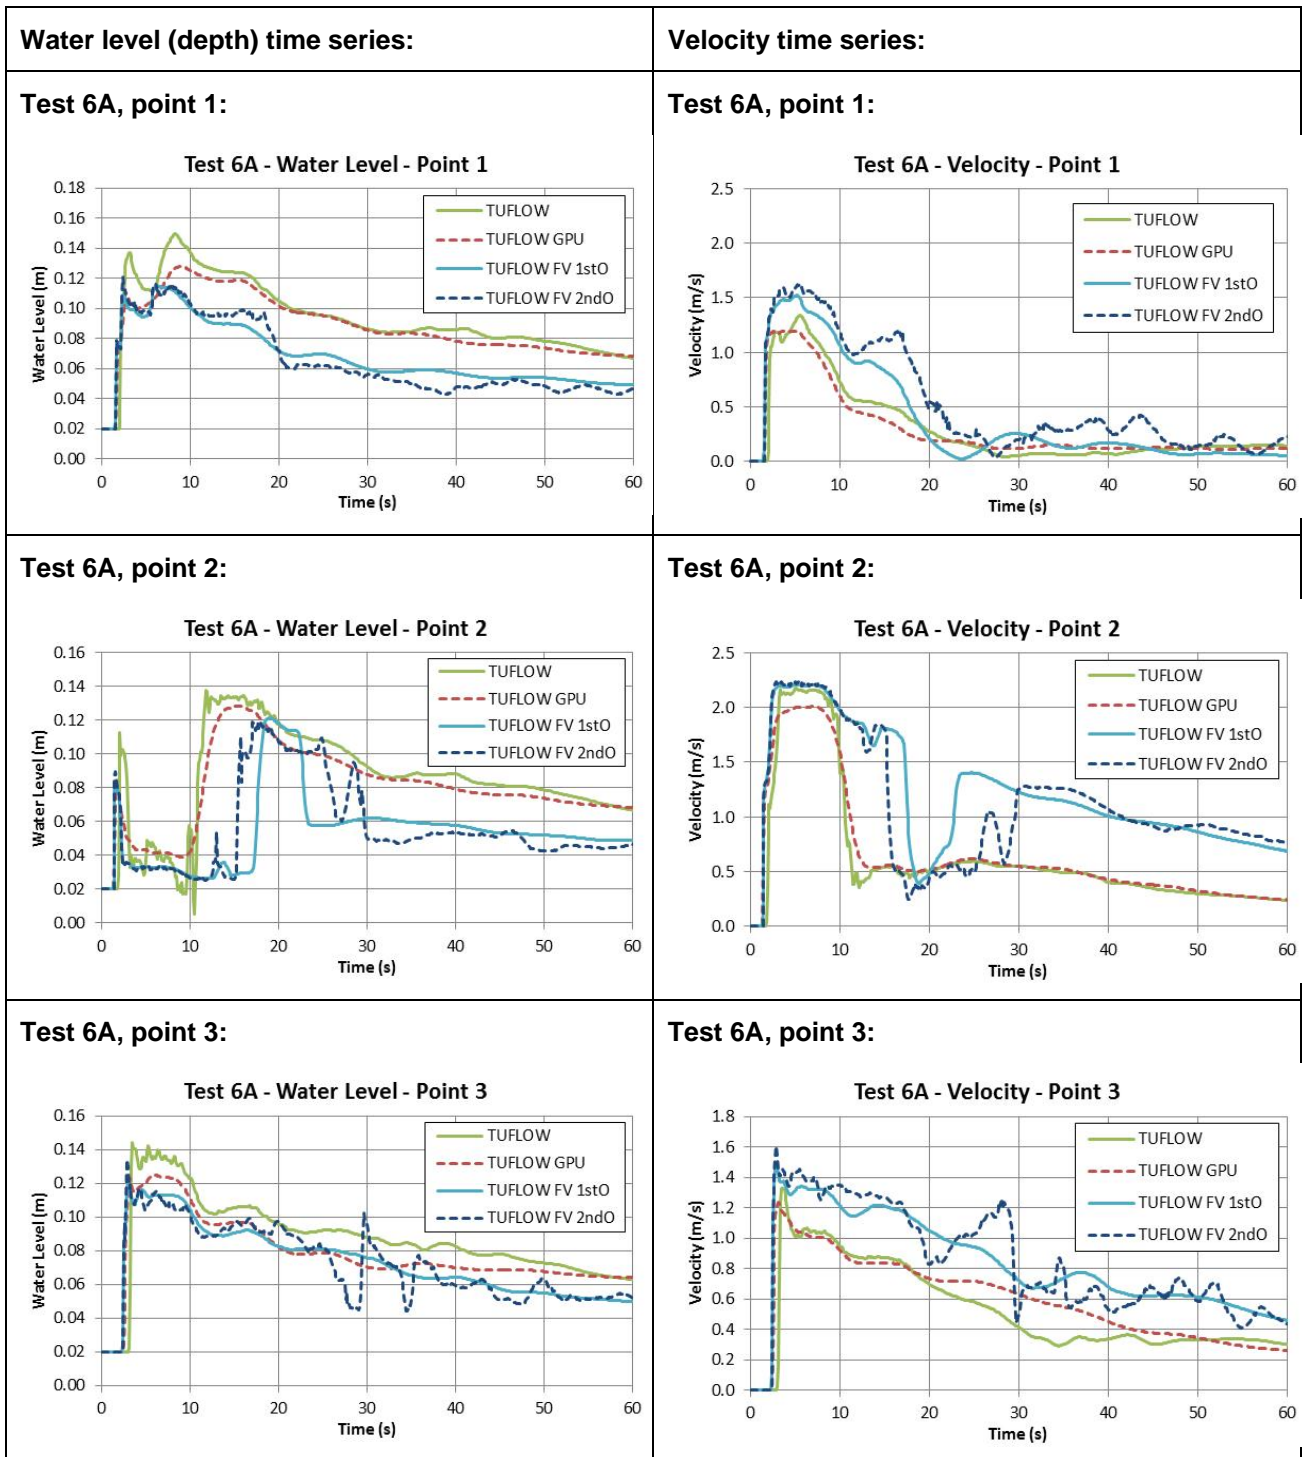 Water level (depth) time series:
Velocity time series:
Test 6A, point 1:
Test 6A, point 1:
Test 6A - Water Level - Point 1
0.18
0.16
0.14
0.12
0.10
0.08
0.06
0.04
0.02
0.00
Water Level (m)
0 10 20 30 40 50 60
Time (s)
TUFLOW
TUFLOW GPU
TUFLOW FV 1stO
TUFLOW FV 2ndO
Test 6A - Velocity - Point 1
2.5
2.0
1.5
1.0
0.5
0.0
Velocity (m/s)
0 10 20 30 40 50 60
Time (s)
TUFLOW
TUFLOW GPU
TUFLOW FV 1stO
TUFLOW FV 2ndO
Test 6A, point 2:
Test 6A, point 2:
Test 6A - Water Level - Point 2
0.16
0.14
0.12
0.10
0.08
0.06
0.04
0.02
0.00
Water Level (m)
0 10 20 30 40 50 60
Time (s)
TUFLOW
TUFLOW GPU
TUFLOW FV 1stO
TUFLOW FV 2ndO
Test 6A - Velocity - Point 2
2.5
2.0
1.5
1.0
0.5
0.0
Velocity (m/s)
0 10 20 30 40 50 60
Time (s)
TUFLOW
TUFLOW GPU
TUFLOW FV 1stO
TUFLOW FV 2ndO
Test 6A, point 3:
Test 6A, point 3:
Test 6A - Water Level - Point 3
0.16
0.14
0.12
0.10
0.08
0.06
0.04
0.02
0.00
Water Level (m)
0 10 20 30 40 50 60
Time (s)
TUFLOW
TUFLOW GPU
TUFLOW FV 1stO
TUFLOW FV 2ndO
Test 6A - Velocity - Point 3
1.8
1.6
1.4
1.2
1.0
0.8
0.6
0.4
0.2
0.0
Velocity (m/s)
0 10 20 30 40 50 60
Time (s)
TUFLOW
TUFLOW GPU
TUFLOW FV 1stO
TUFLOW FV 2ndO